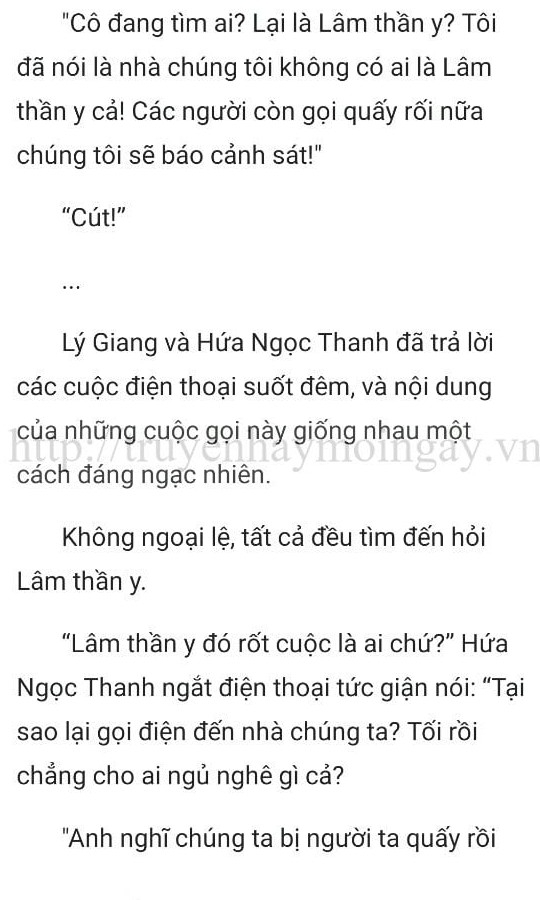 "Cô đang tìm ai? Lại là Lâm thần y? Tôi
đã nói là nhà chúng tôi không có ai là Lâm
thần y cả! Các người còn gọi quấy rối nữa
chúng tôi sẽ báo cảnh sát!"
“Cút!”
...
Lý Giang và Hứa Ngọc Thanh đã trả lời
các cuộc điện thoại suốt đêm, và nội dung
của những cuộc gọi này giống nhau một
http://truyenhaymoingay.vn
cách đáng ngạc nhiên.
Không ngoại lệ, tất cả đều tìm đến hỏi
Lâm thần y.
“Lâm thần y đó rốt cuộc là ai chứ?” Hứa
Ngọc Thanh ngắt điện thoại tức giận nói: “Tại
sao lại gọi điện đến nhà chúng ta? Tối rồi
chẳng cho ai ngủ nghê gì cả?
"Anh nghĩ chúng ta bị người ta quấy rồi